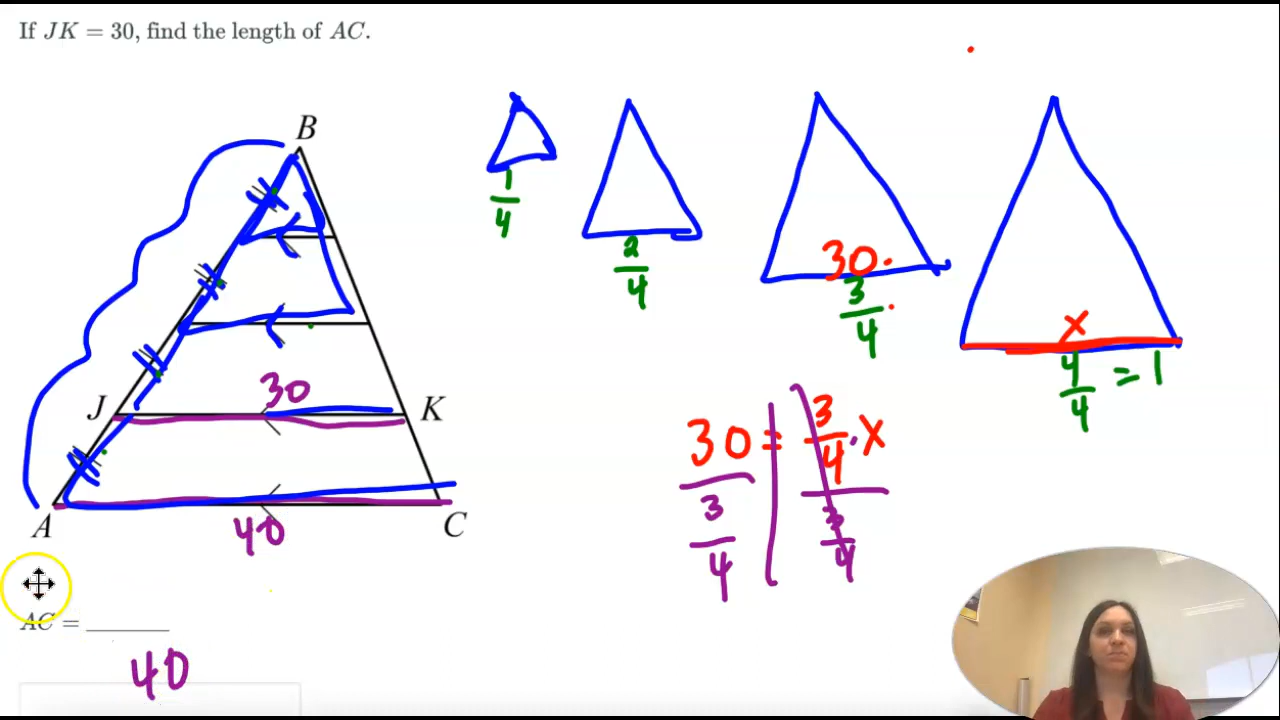 If JK = 30, find the length of AC.
B
1/4
2/4
30
3/4
x
4/4 = 1
30
J
K
30 = 3/4 · x
3/4
3/4
A
C
40
AC = ______
40